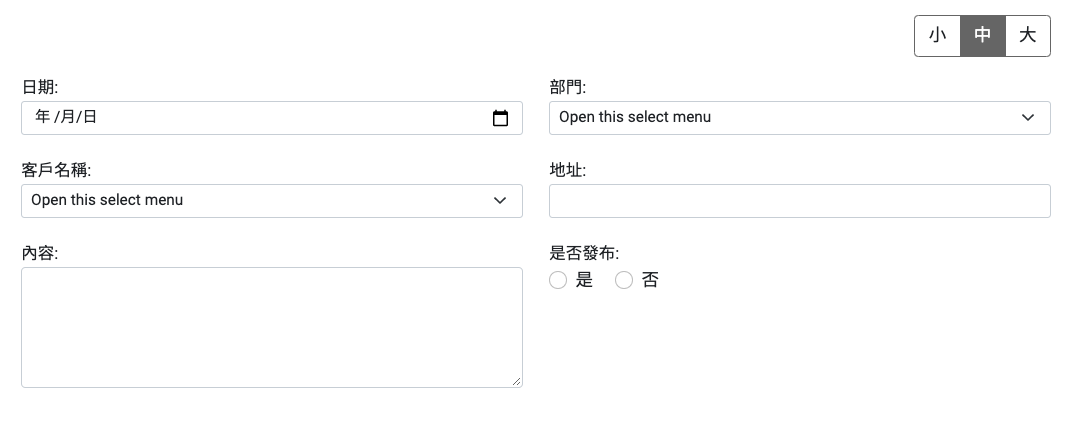 小 中 大
日期: 部門:
年 /月/日 Open this select menu
客戶名稱: 地址:
Open this select menu
內容: 是否發布:
是 否